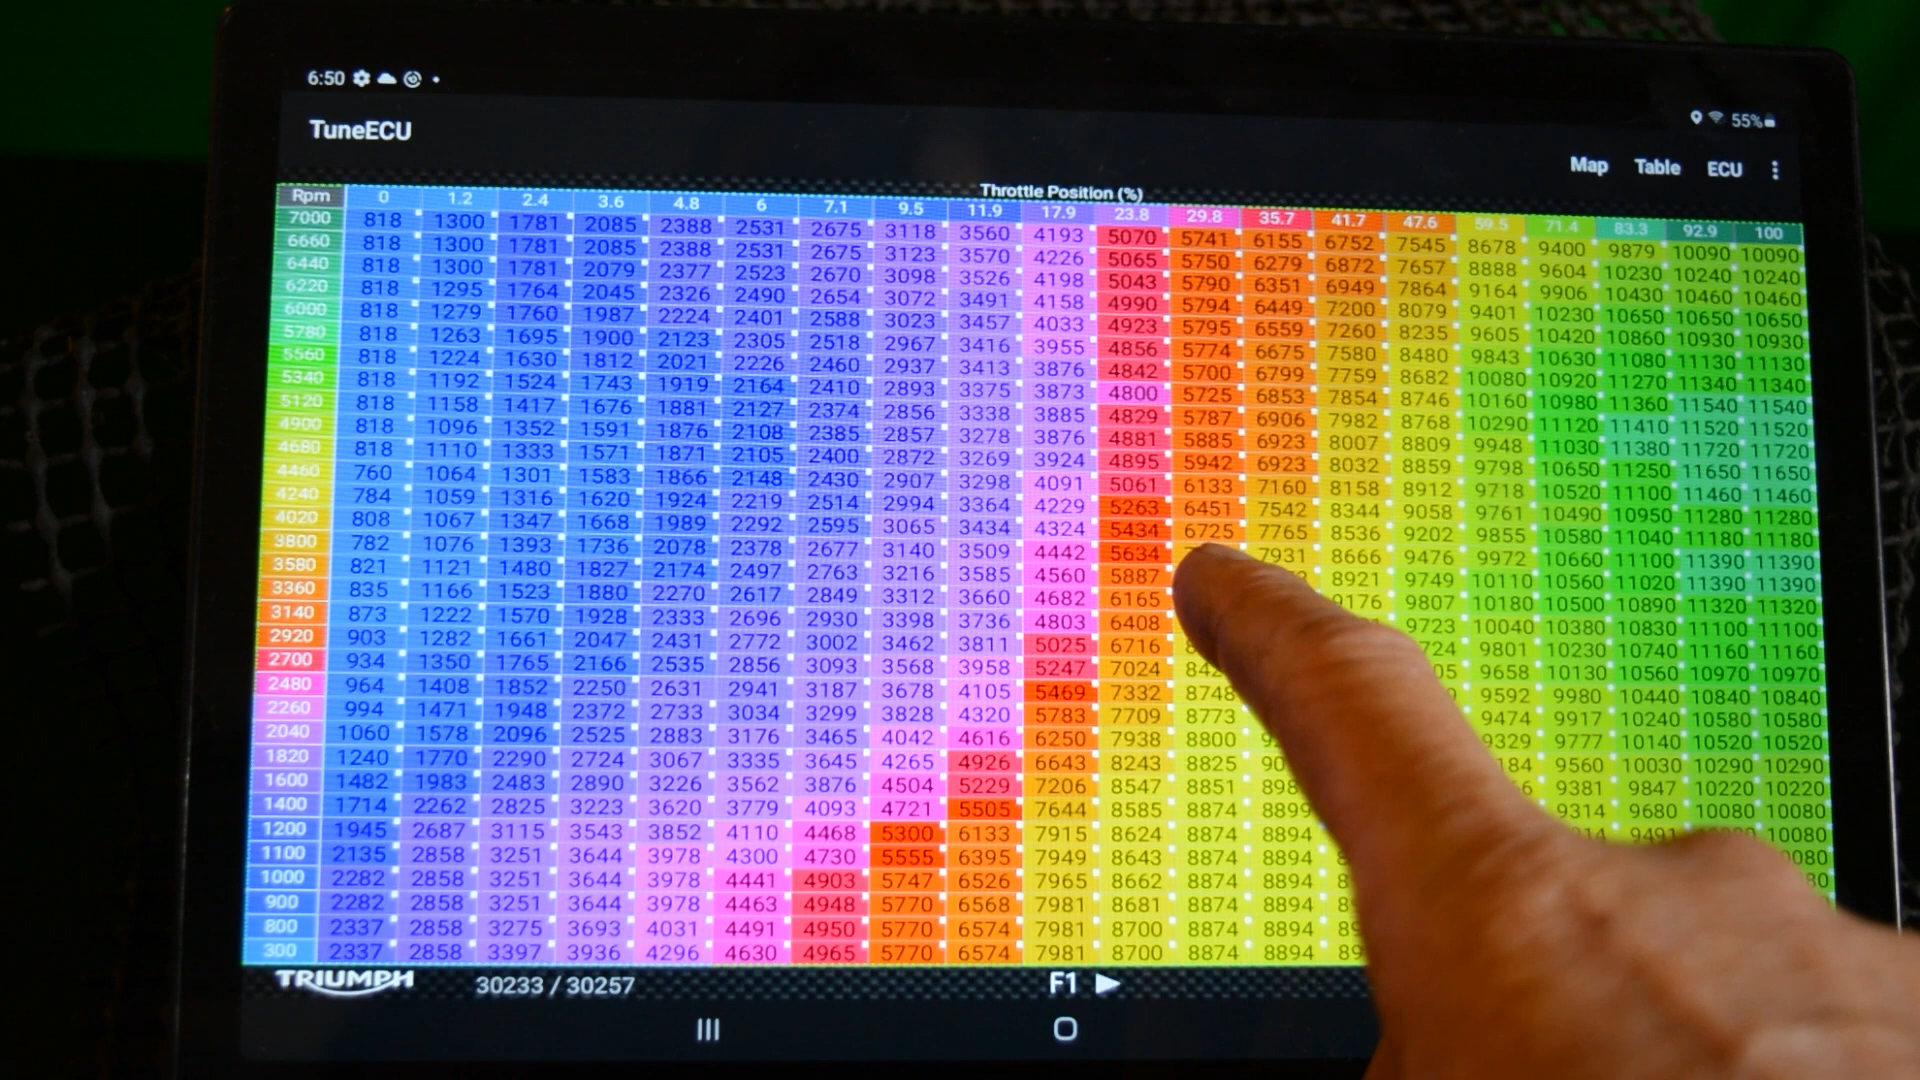 6:50
55%
TuneECU
Map Table ECU
Throttle Position (%)
Rpm 0 1.2 2.4 3.6 4.8 6 7.1 9.5 11.9 17.9 23.8 29.8 35.7 41.7 47.6 59.5 71.4 83.3 92.9 100
7000 818 1300 1781 2085 2388 2531 2675 3118 3560 4193 5070 5741 6155 6752 7545 8678 9400 9879 10090 10090
6660 818 1300 1781 2085 2388 2531 2675 3123 3570 4226 5065 5750 6279 6872 7657 8888 9604 10230 10240 10240
6440 818 1300 1781 2079 2377 2523 2670 3098 3526 4198 5043 5790 6351 6949 7864 9164 9906 10430 10460 10460
6220 818 1295 1764 2045 2326 2490 2654 3072 3491 4158 4990 5794 6449 7200 8079 9401 10230 10650 10650 10650
6000 818 1279 1760 1987 2224 2401 2588 3023 3457 4033 4923 5795 6559 7260 8235 9605 10420 10860 10930 10930
5780 818 1263 1695 1900 2123 2305 2518 2967 3416 3955 4856 5774 6675 7580 8480 9843 10630 11080 11130 11130
5560 818 1224 1630 1812 2021 2226 2460 2937 3413 3876 4842 5700 6799 7759 8682 10080 10920 11270 11340 11340
5340 818 1192 1524 1743 1919 2164 2410 2893 3375 3873 4800 5725 6853 7854 8746 10160 10980 11360 11540 11540
5120 818 1158 1417 1676 1881 2127 2374 2856 3338 3885 4829 5787 6906 7982 8768 10290 11120 11410 11520 11520
4900 818 1096 1352 1591 1876 2108 2385 2857 3278 3876 4881 5885 6923 8007 8809 9948 11030 11380 11720 11720
4680 818 1110 1333 1571 1871 2105 2400 2872 3269 3924 4895 5942 6923 8032 8859 9798 10650 11250 11650 11650
4460 760 1064 1301 1583 1866 2148 2430 2907 3298 4091 5061 6133 7160 8158 8912 9718 10520 11100 11460 11460
4240 784 1059 1316 1620 1924 2219 2514 2994 3364 4229 5263 6451 7542 8344 9058 9761 10490 10950 11280 11280
4020 808 1067 1347 1668 1989 2292 2595 3065 3434 4324 5434 6725 7765 8536 9202 9855 10580 11040 11180 11180
3800 782 1076 1393 1736 2078 2378 2677 3140 3509 4442 5634 7931 8666 9476 9972 10660 11100 11390 11390
3580 821 1121 1480 1827 2174 2497 2763 3216 3585 4560 5887 8921 9749 10110 10560 11020 11390 11390
3360 835 1166 1523 1880 2270 2617 2849 3312 3660 4682 6165 9176 9807 10180 10500 10890 11320 11320
3140 873 1222 1570 1928 2333 2696 2930 3398 3736 4803 6408 9723 10040 10380 10830 11100 11100
2920 903 1282 1661 2047 2431 2772 3002 3462 3811 5025 6716 9801 10230 10740 11160 11160
2700 934 1350 1765 2166 2535 2856 3093 3568 3958 5247 7024 9658 10130 10560 10970 10970
2480 964 1408 1852 2250 2631 2941 3187 3678 4105 5469 7332 8748 9592 9980 10440 10840 10840
2260 994 1471 1948 2372 2733 3034 3299 3828 4320 5783 7709 8773 9474 9917 10240 10580 10580
2040 1060 1578 2096 2525 2883 3176 3465 4042 4616 6250 7938 8800 9329 9777 10140 10520 10520
1820 1240 1770 2290 2724 3067 3335 3645 4265 4926 6643 8243 8825 9560 10030 10290 10290
1600 1482 1983 2483 2890 3226 3562 3876 4504 5229 7206 8547 8851 9381 9847 10220 10220
1400 1714 2262 2825 3223 3620 3779 4093 4721 5505 7644 8585 8874 8899 9314 9680 10080 10080
1200 1945 2687 3115 3543 3852 4110 4468 5300 6133 7915 8624 8874 8894 9491 10080
1100 2135 2858 3251 3644 3978 4300 4730 5555 6395 7949 8643 8874 8894
1000 2282 2858 3251 3644 3978 4441 4903 5747 6526 7965 8662 8874 8894
900 2282 2858 3251 3644 3978 4463 4948 5770 6568 7981 8681 8874 8894
800 2337 2858 3275 3693 4031 4491 4950 5770 6574 7981 8700 8874 8894
300 2337 2858 3397 3936 4296 4630 4965 5770 6574 7981 8700 8874 8894
TRIUMPH 30233 / 30257 F1